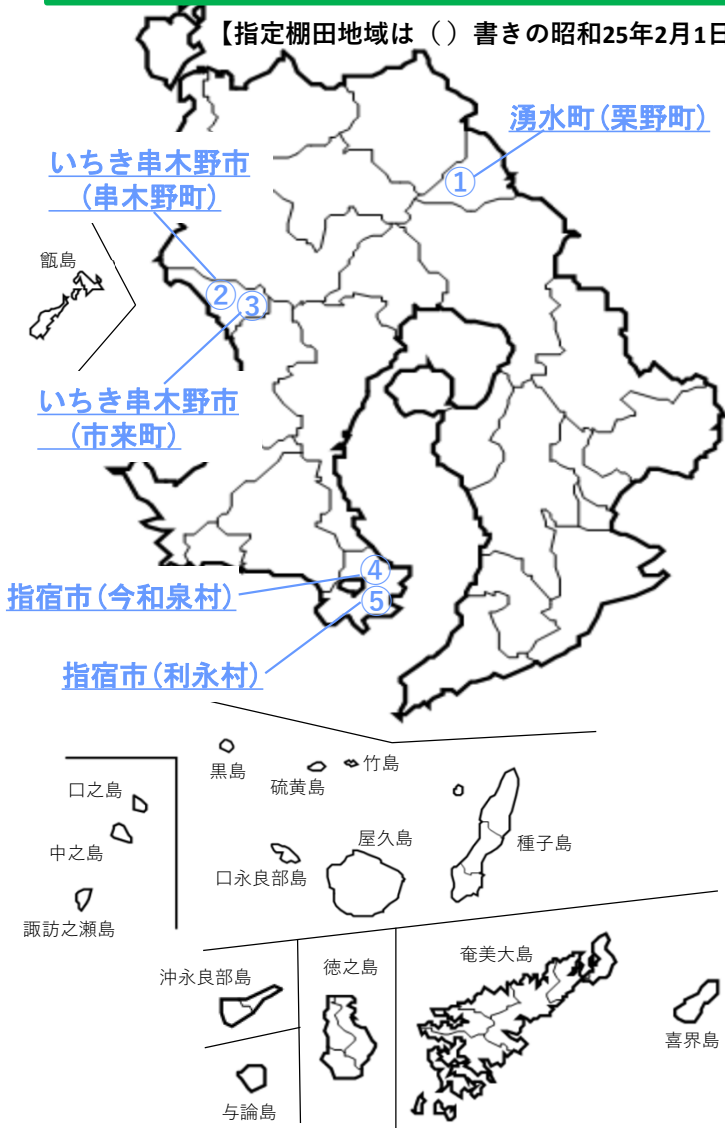 【指定棚田地域は（）書きの昭和25年2月1日
湧水町（栗野町）
①
いちき串木野市
（串木野町）
甑島
②
③
いちき串木野市
（市来町）
④
指宿市（今和泉村）
⑤
指宿市（利永村）
黒島
硫黄島
竹島
口之島
中之島
諏訪之瀬島
口永良部島
屋久島
種子島
沖永良部島
徳之島
奄美大島
喜界島
与論島